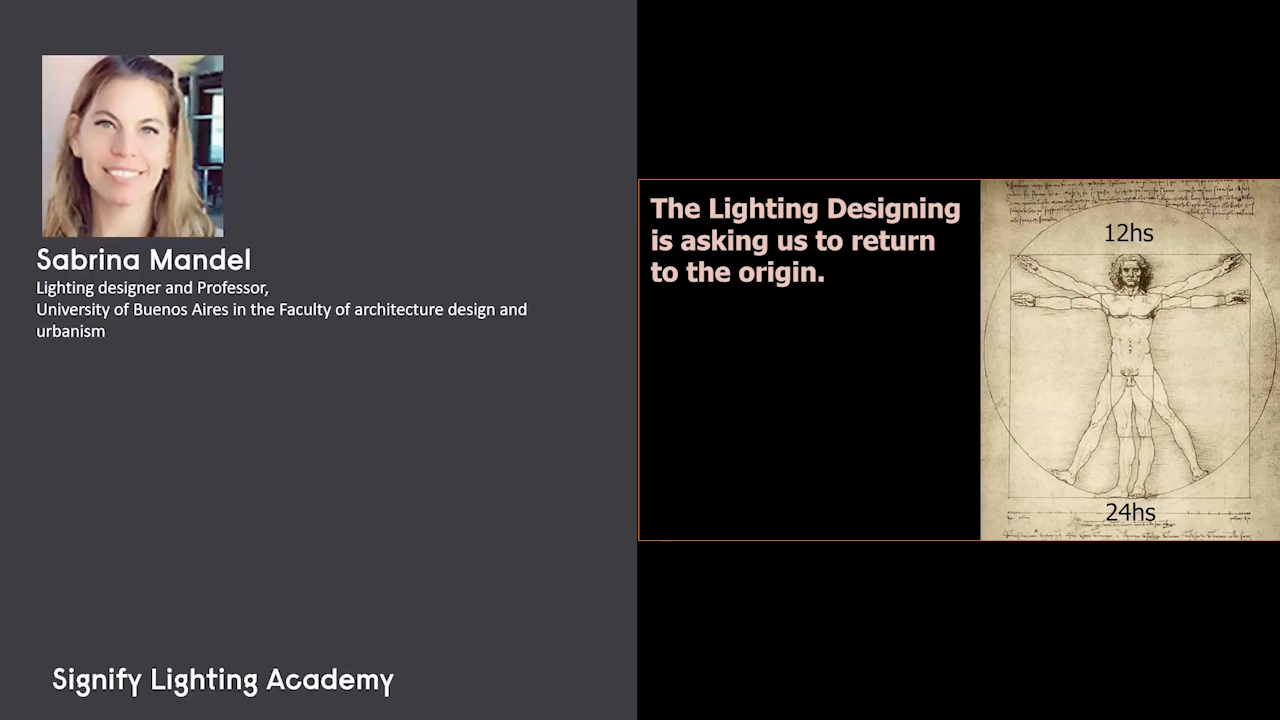 Sabrina Mandel
Lighting designer and Professor,
University of Buenos Aires in the Faculty of architecture design and
urbanism
Signify Lighting Academy
The Lighting Designing
is asking us to return
to the origin.
12hs
24hs